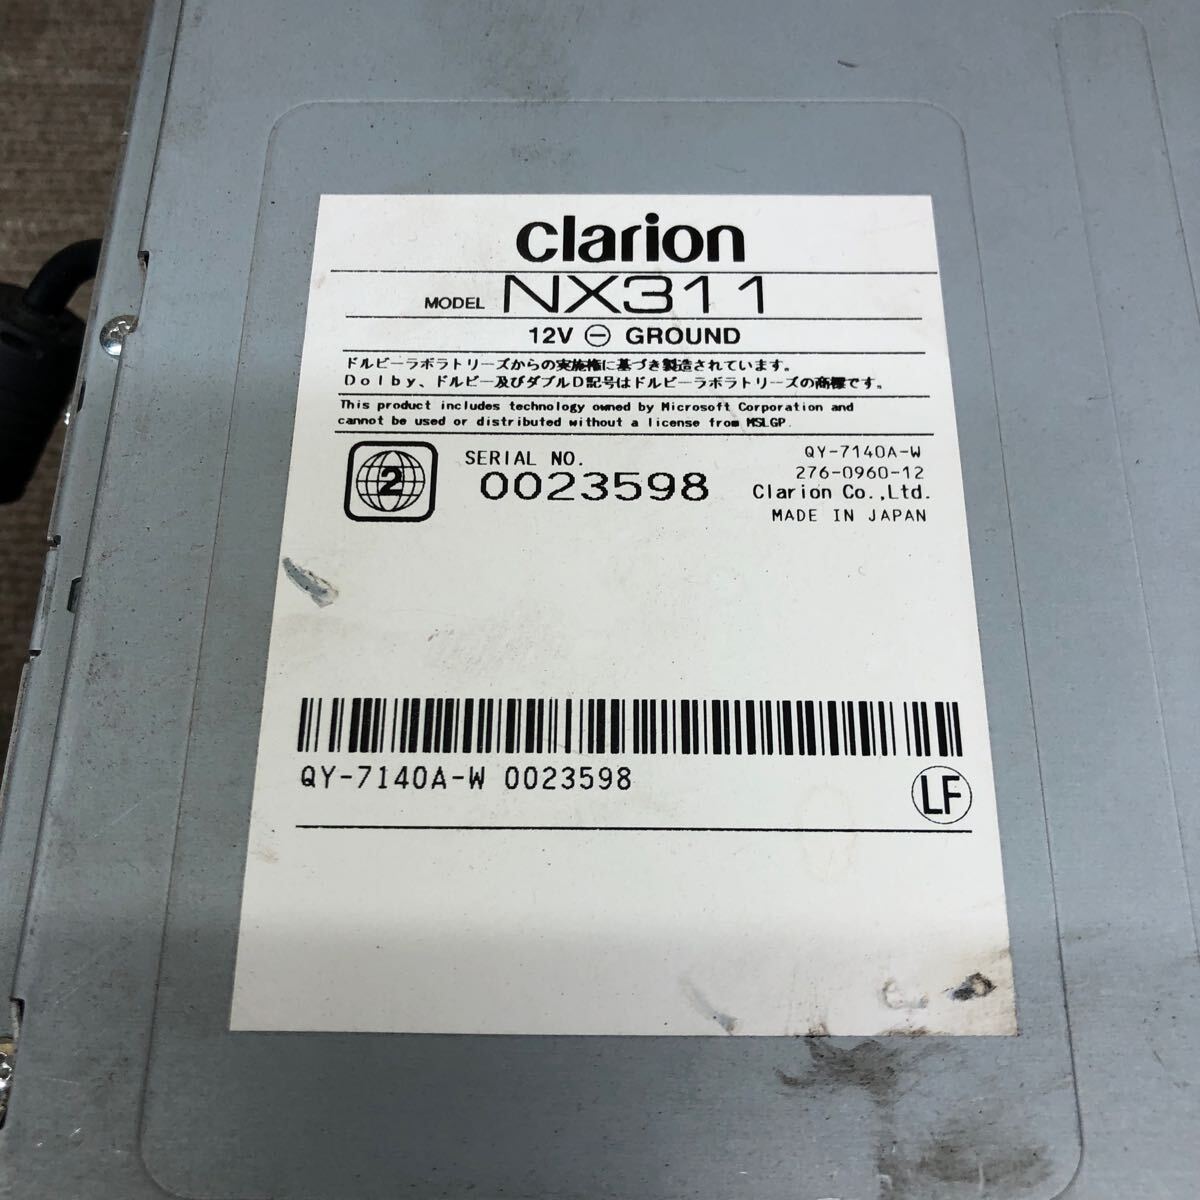 clarion
MODEL NX311
12V ⊖ GROUND
ドルビーラボラトリーズからの実施権に基づき製造されています。
Dolby、ドルビー及びダブルD記号はドルビーラボラトリーズの商標です。
This product includes technology owned by Microsoft Corporation and
cannot be used or distributed without a license from MSLGP.
2
SERIAL NO.
0023598
QY-7140A-W
276-0960-12
Clarion Co.,Ltd.
MADE IN JAPAN
QY-7140A-W 0023598
LF